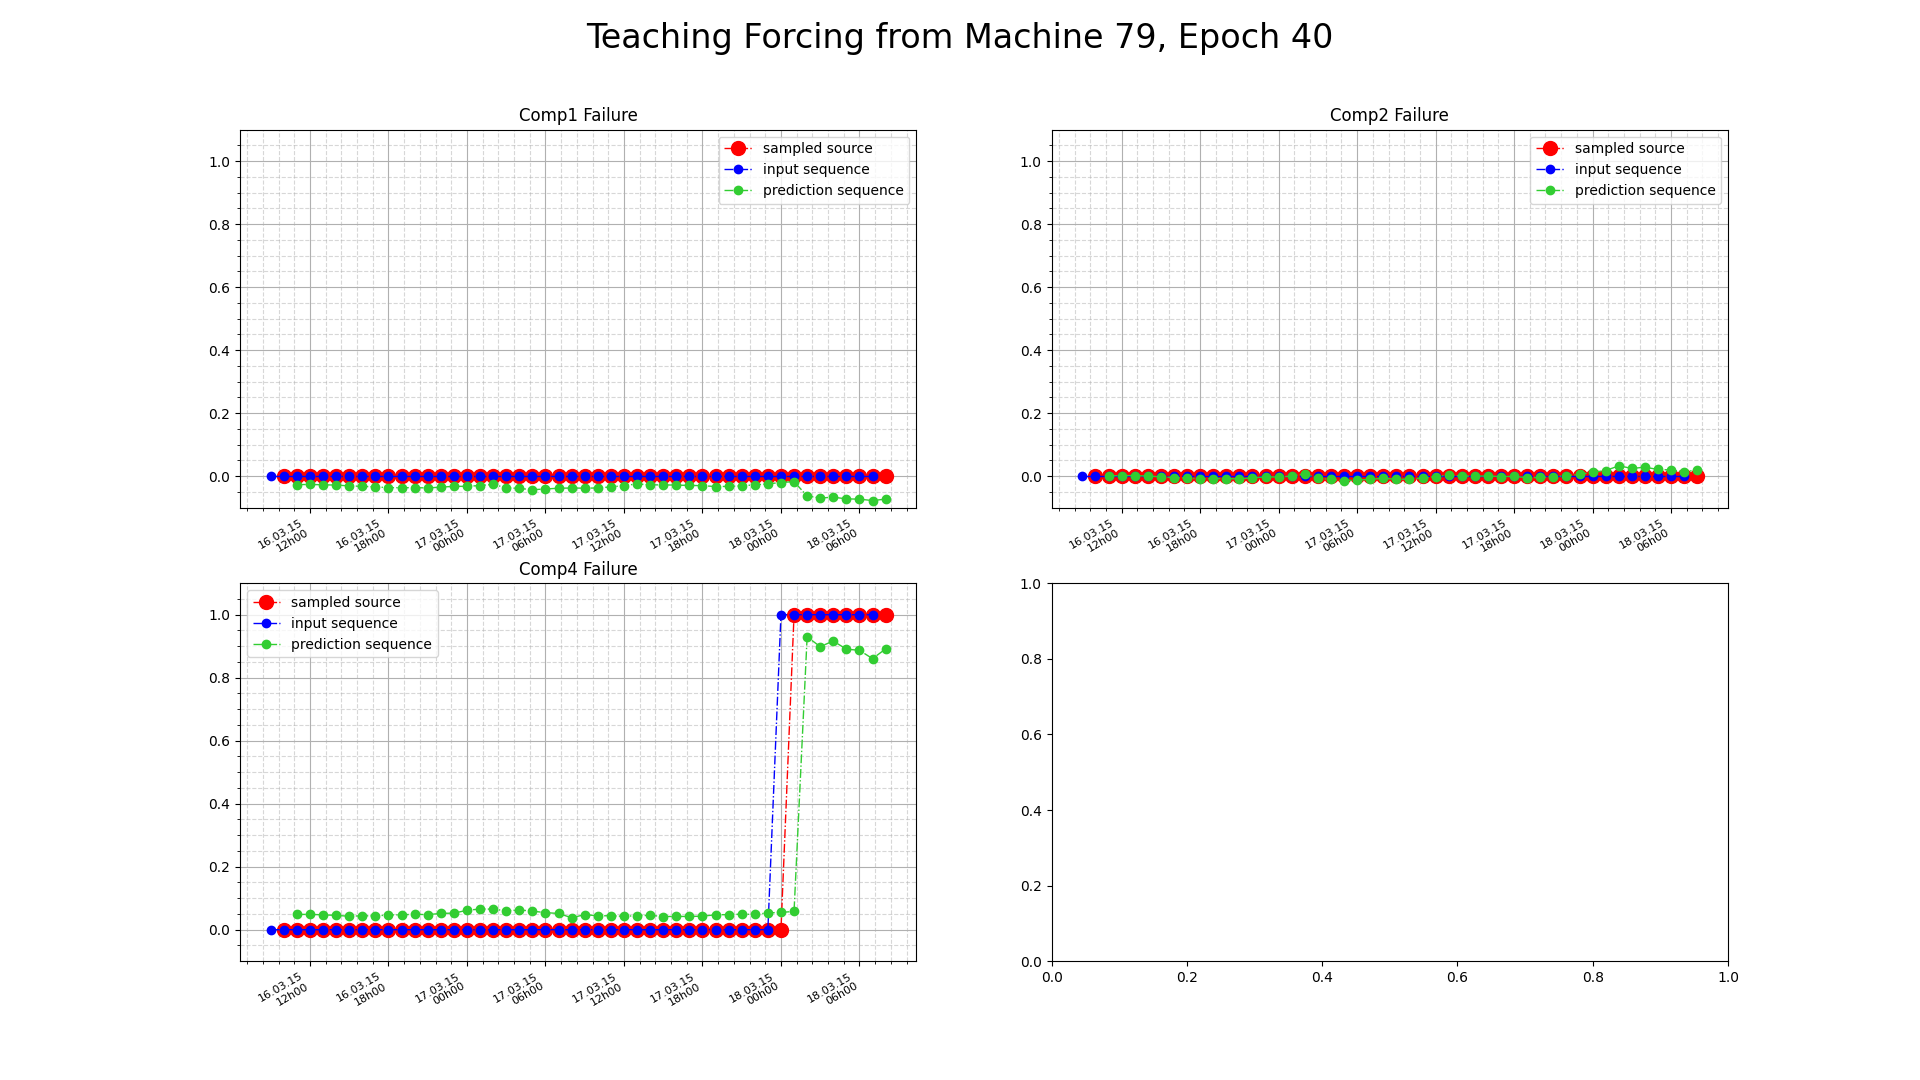 Teaching Forcing from Machine 79, Epoch 40
Comp1 Failure
sampled source
input sequence
prediction sequence
1.0
0.8
0.6
0.4
0.2
0.0
16.03.15
12h00
16.03.15
18h00
17.03.15
00h00
17.03.15
06h00
17.03.15
12h00
17.03.15
18h00
18.03.15
00h00
18.03.15
06h00
Comp2 Failure
sampled source
input sequence
prediction sequence
1.0
0.8
0.6
0.4
0.2
0.0
16.03.15
12h00
16.03.15
18h00
17.03.15
00h00
17.03.15
06h00
17.03.15
12h00
17.03.15
18h00
18.03.15
00h00
18.03.15
06h00
Comp4 Failure
sampled source
input sequence
prediction sequence
1.0
0.8
0.6
0.4
0.2
0.0
16.03.15
12h00
16.03.15
18h00
17.03.15
00h00
17.03.15
06h00
17.03.15
12h00
17.03.15
18h00
18.03.15
00h00
18.03.15
06h00
1.0
0.8
0.6
0.4
0.2
0.0
0.0 0.2 0.4 0.6 0.8 1.0